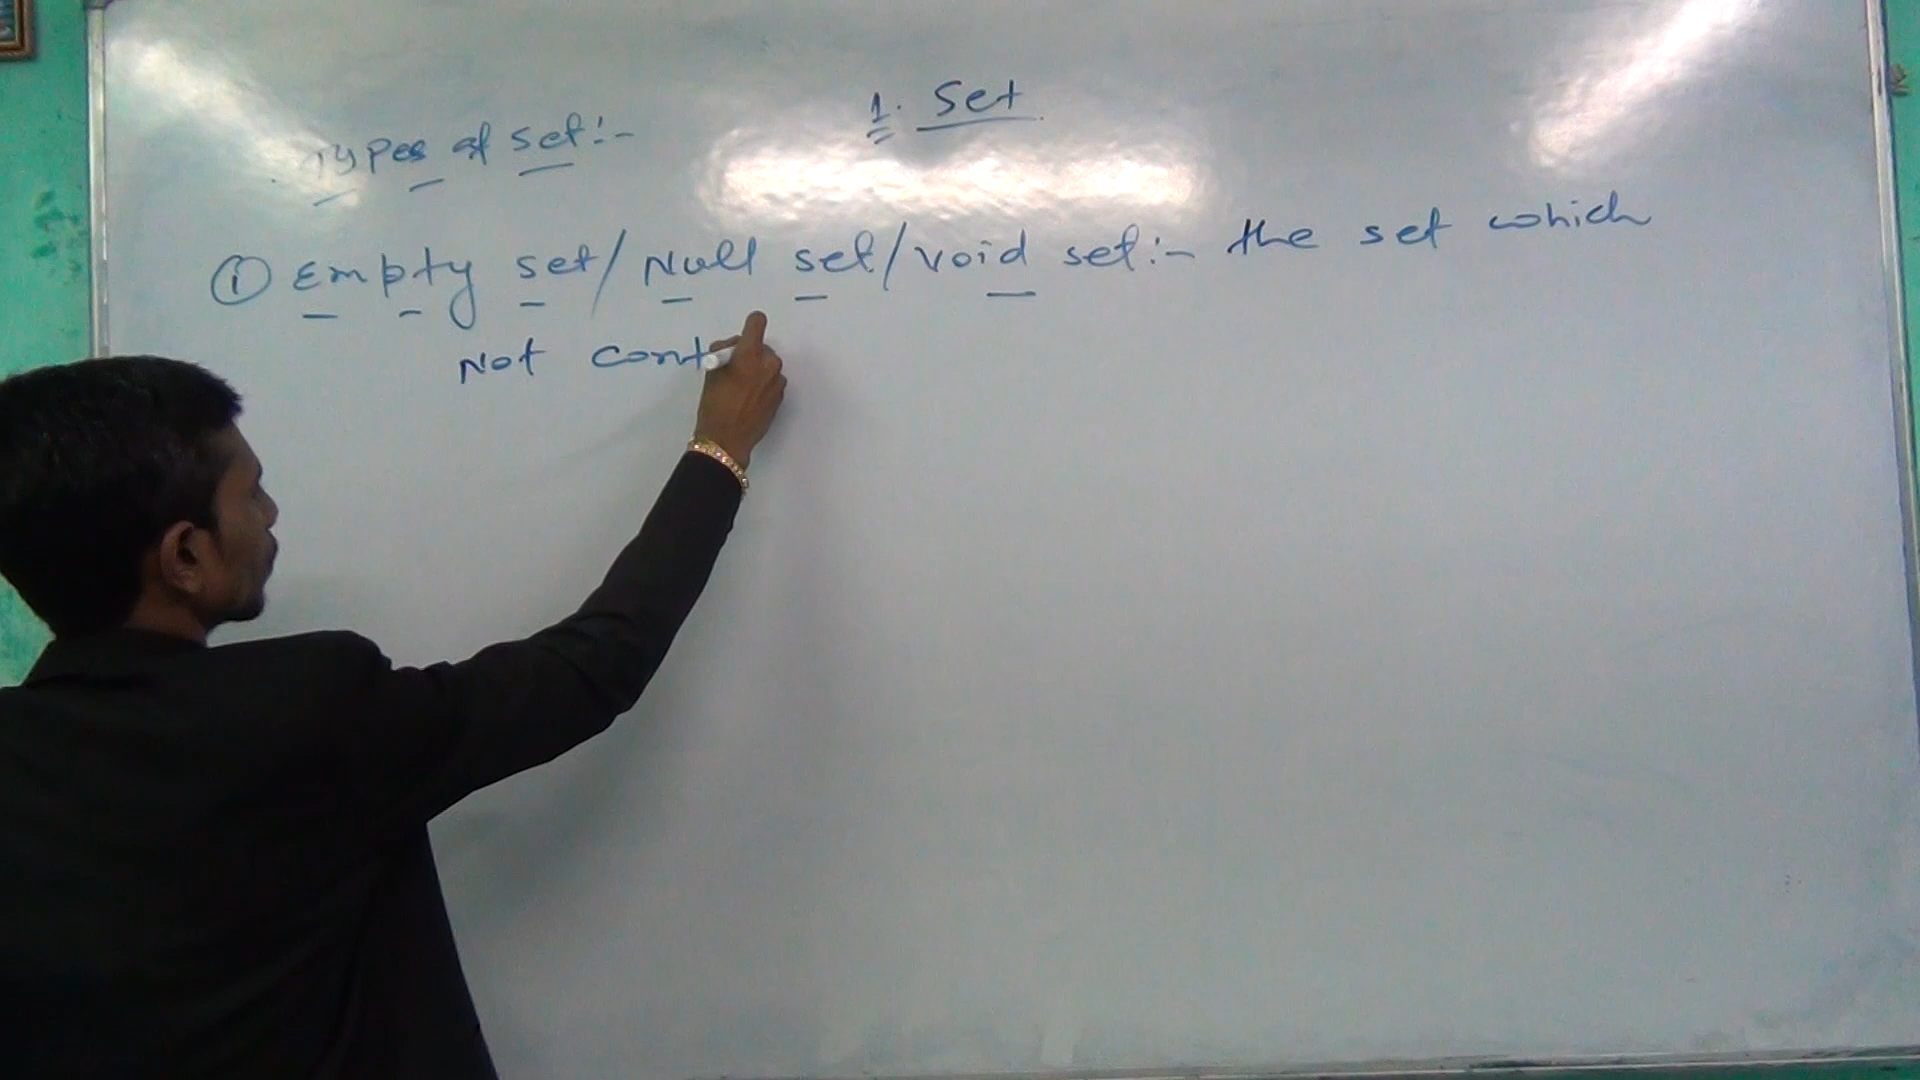 1. Set
Types of set:-
① Empty set/Null set/void set:- the set which
Not cont